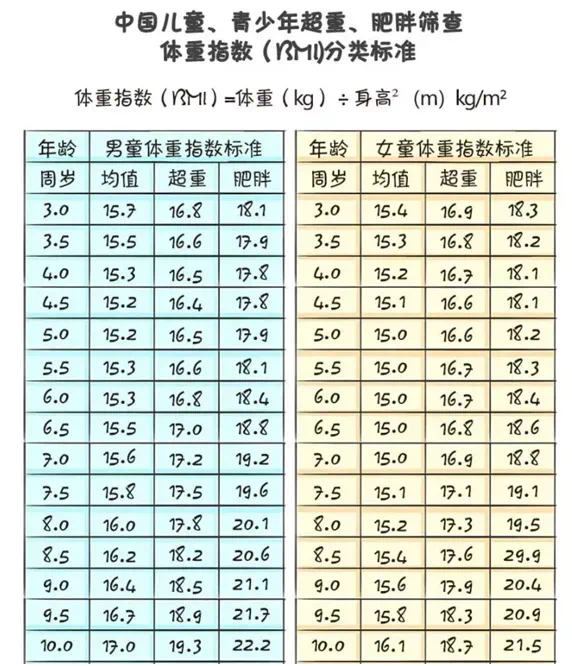 中国儿童、青少年超重、肥胖筛查
体重指数(BMI)分类标准
体重指数(BMI)=体重(kg)÷身高²(m) kg/m²
年龄 男童体重指数标准 年龄 女童体重指数标准
周岁 均值 超重 肥胖 周岁 均值 超重 肥胖
3.0 15.7 16.8 18.1 3.0 15.4 16.9 18.3
3.5 15.5 16.6 17.9 3.5 15.3 16.8 18.2
4.0 15.3 16.5 17.8 4.0 15.2 16.7 18.1
4.5 15.2 16.4 17.8 4.5 15.1 16.6 18.1
5.0 15.2 16.5 17.9 5.0 15.0 16.6 18.2
5.5 15.3 16.6 18.1 5.5 15.0 16.7 18.3
6.0 15.3 16.8 18.4 6.0 15.0 16.7 18.4
6.5 15.5 17.0 18.8 6.5 15.0 16.8 18.6
7.0 15.6 17.2 19.2 7.0 15.0 16.9 18.8
7.5 15.8 17.5 19.6 7.5 15.1 17.1 19.1
8.0 16.0 17.8 20.1 8.0 15.2 17.3 19.5
8.5 16.2 18.2 20.6 8.5 15.4 17.6 29.9
9.0 16.4 18.5 21.1 9.0 15.6 17.9 20.4
9.5 16.7 18.9 21.7 9.5 15.8 18.3 20.9
10.0 17.0 19.3 22.2 10.0 16.1 18.7 21.5